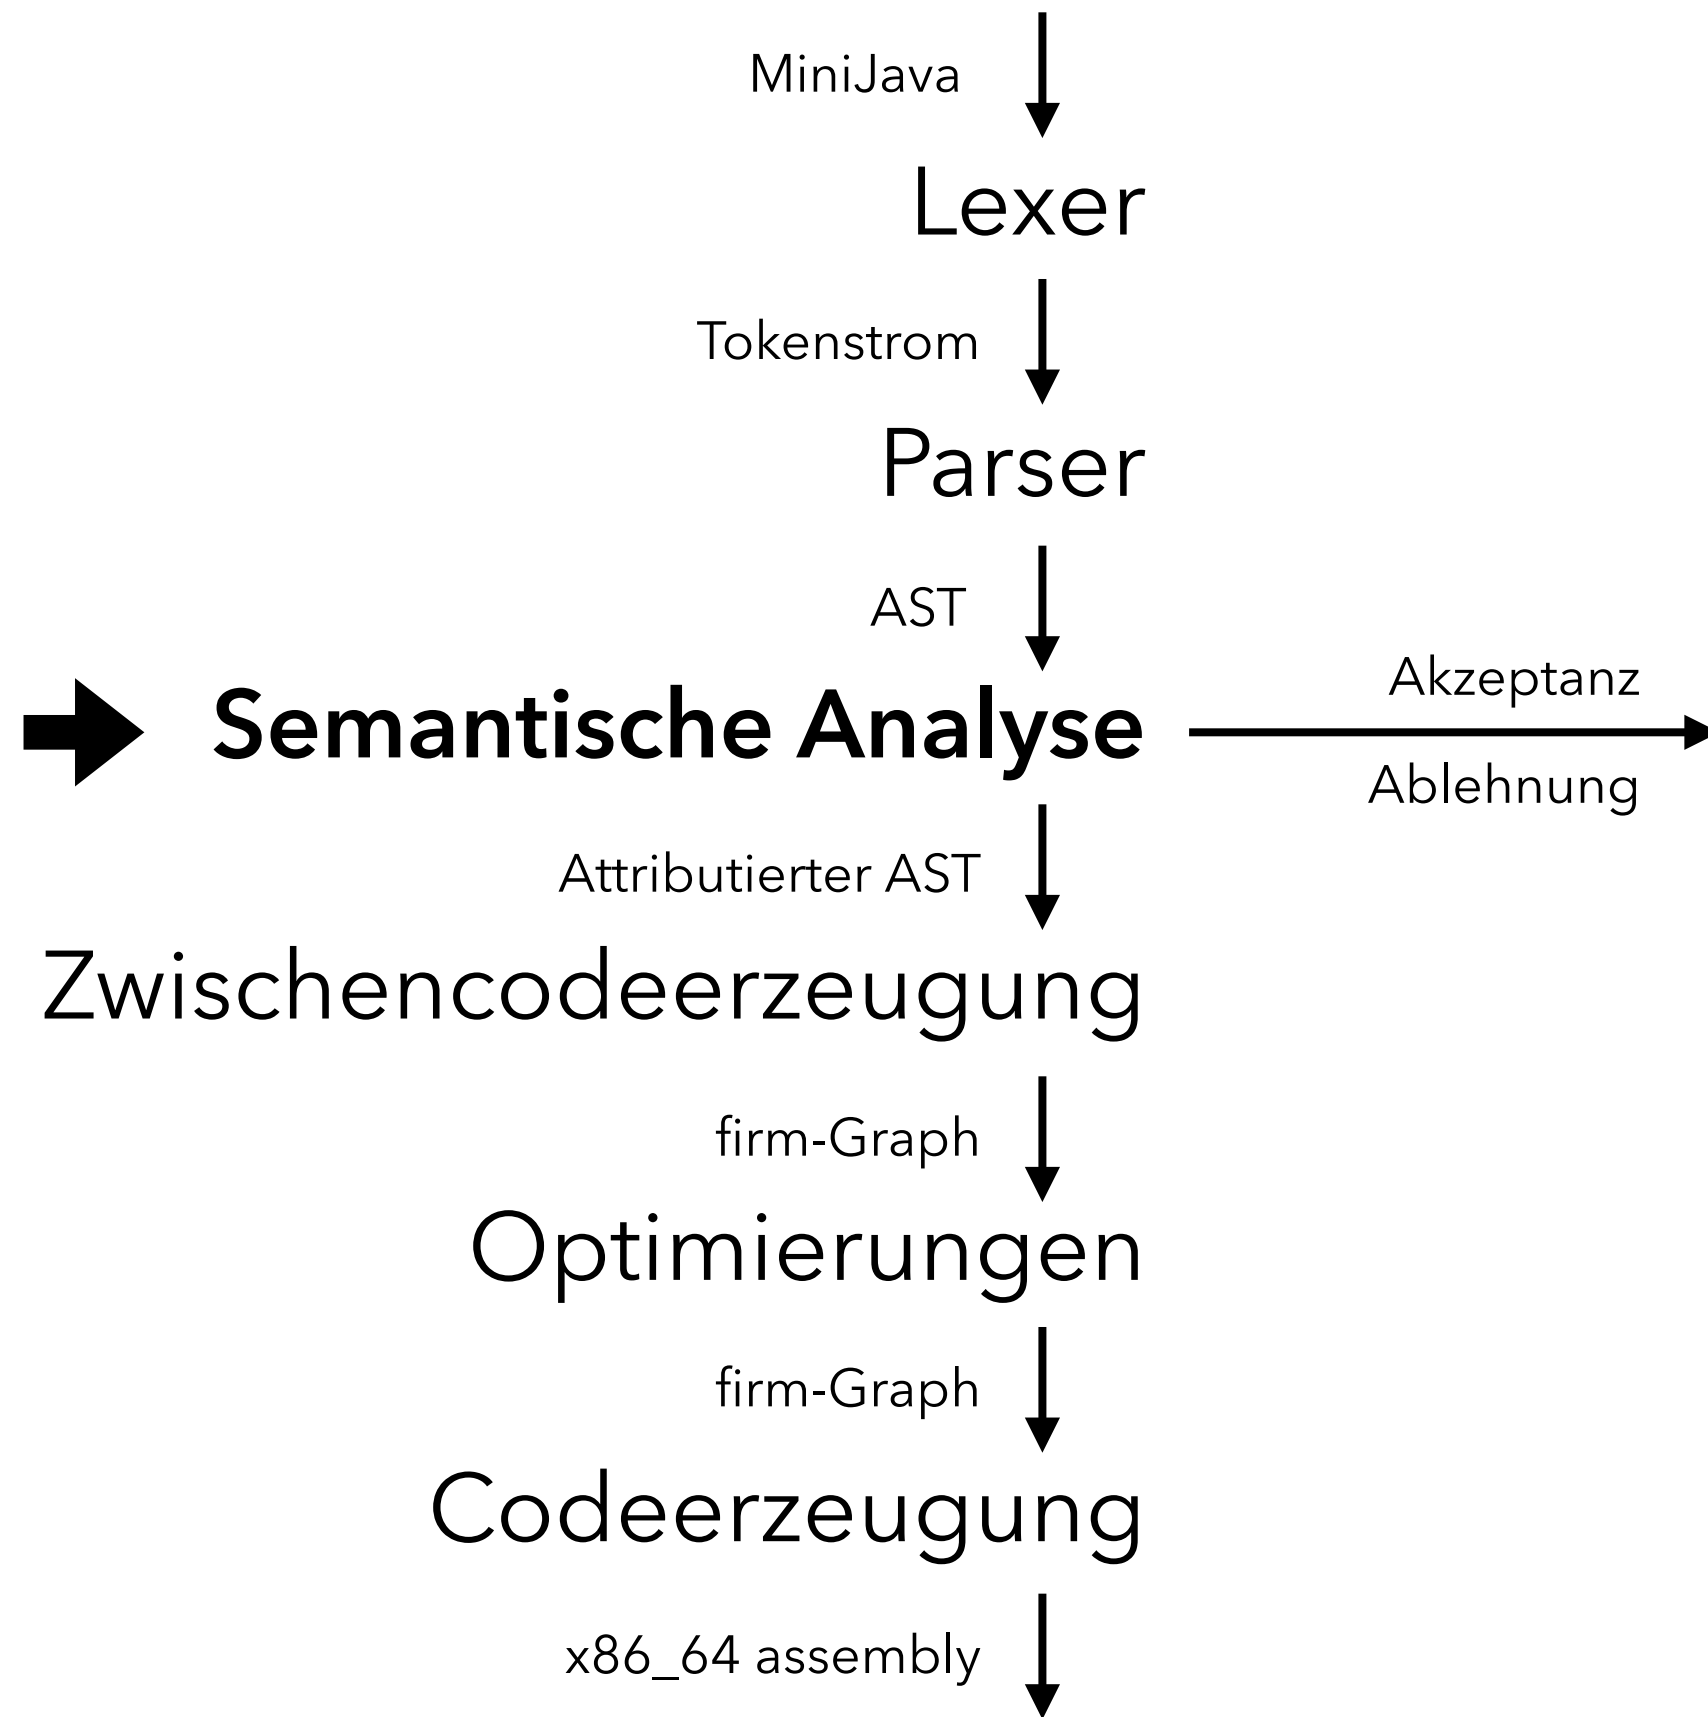 MiniJava
Lexer
Tokenstrom
Parser
AST
Semantische Analyse
Akzeptanz
Ablehnung
Attributierter AST
Zwischencodeerzeugung
firm-Graph
Optimierungen
firm-Graph
Codeerzeugung
x86_64 assembly